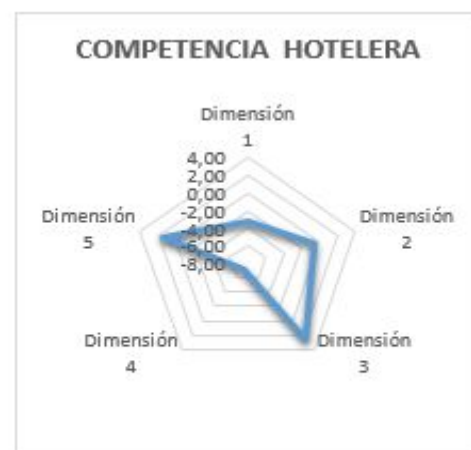 COMPETENCIA HOTELERA
Dimensión
1
4,00
2,00
0,00
-2,00
-4,00
-6,00
-8,00
Dimensión
2
Dimensión
3
Dimensión
4
Dimensión
5